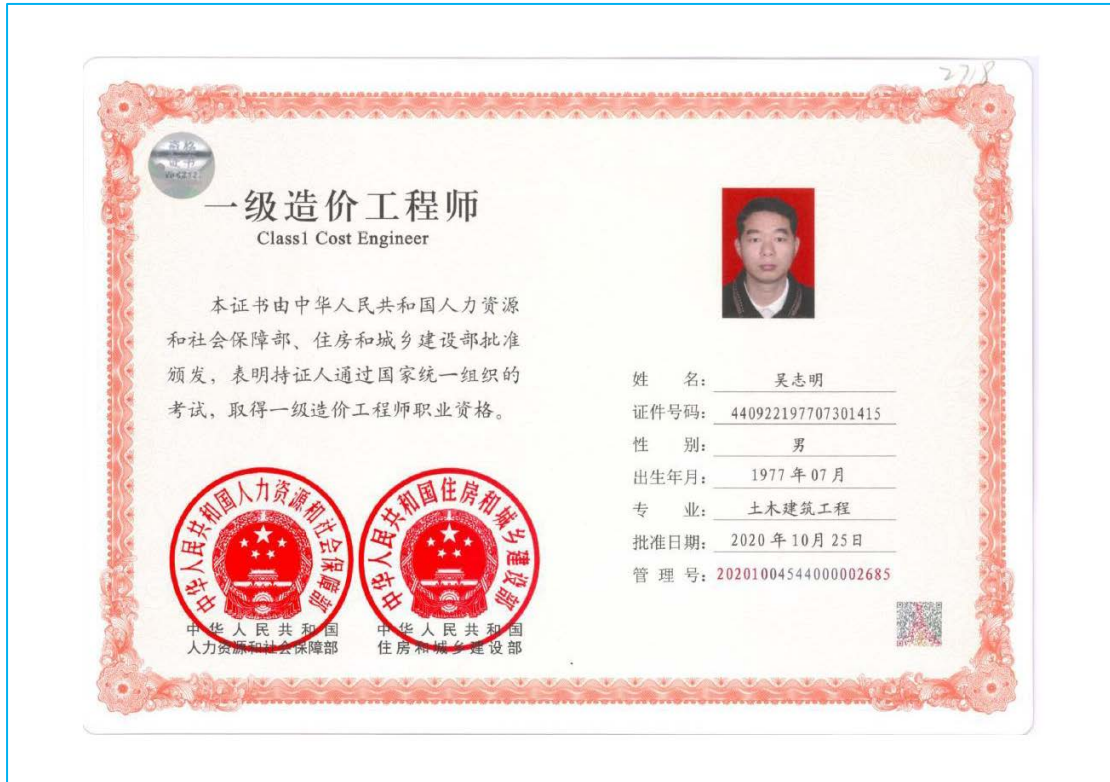 2718
资格
证书
一级造价工程师
Class1 Cost Engineer
本证书由中华人民共和国人力资源
和社会保障部、住房和城乡建设部批准
颁发，表明持证人通过国家统一组织的
考试，取得一级造价工程师职业资格。
中华人民共和国人力资源和社会保障部
中华人民共和国住房和城乡建设部
中华人民共和国
人力资源和社会保障部
中华人民共和国
住房和城乡建设部
姓 名： 吴志明
证件号码： 440922197707301415
性 别： 男
出生年月： 1977年07月
专 业： 土木建筑工程
批准日期： 2020年10月25日
管 理 号： 20201004544000002685